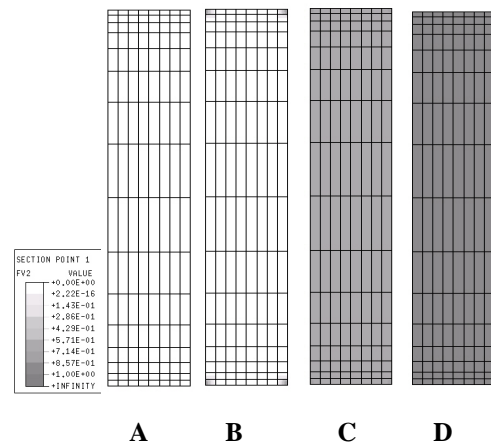 SECTION POINT 1
FV2 VALUE
+0.00E+00
+2.22E-16
+1.43E-01
+2.86E-01
+4.29E-01
+5.71E-01
+7.14E-01
+8.57E-01
+1.00E+00
+INFINITY
A B C D